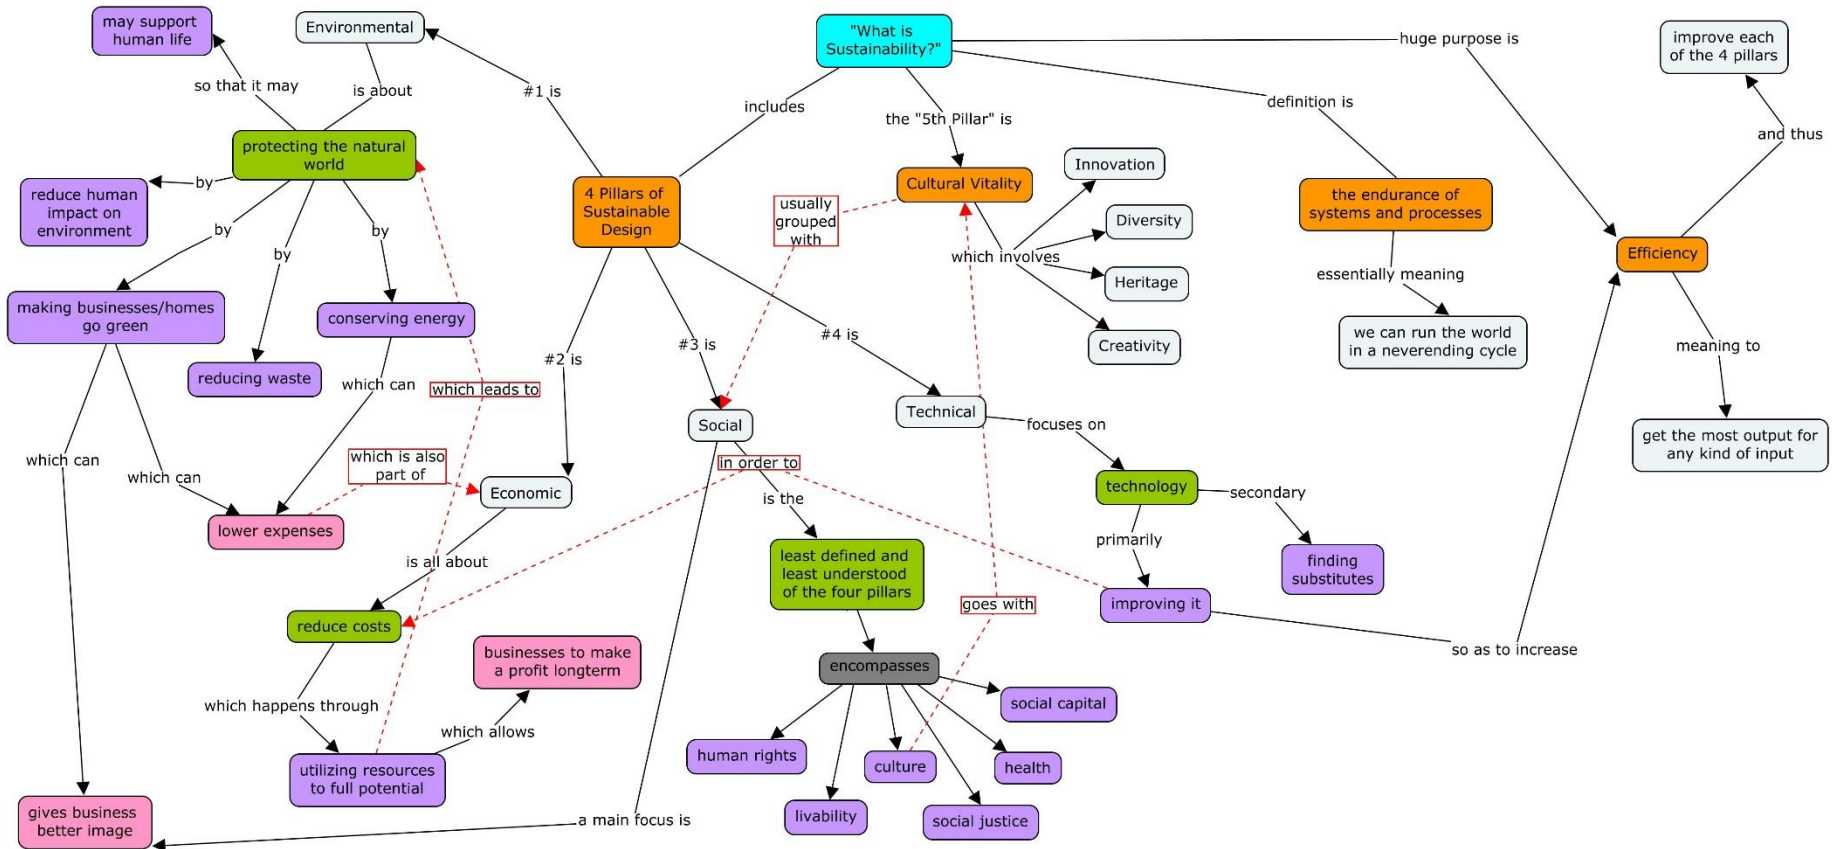 may support
human life
Environmental
"What is
Sustainability?"
huge purpose is
improve each
of the 4 pillars
so that it may
is about
#1 is
includes
the "5th Pillar" is
definition is
and thus
protecting the natural
world
by
reduce human
impact on
environment
4 Pillars of
Sustainable
Design
usually
grouped
with
Cultural Vitality
Innovation
Diversity
which involves
Heritage
Creativity
the endurance of
systems and processes
essentially meaning
we can run the world
in a neverending cycle
Efficiency
meaning to
get the most output for
any kind of input
by
by
by
making businesses/homes
go green
conserving energy
reducing waste
which can
which leads to
#2 is
#3 is
#4 is
Social
Technical
focuses on
technology
secondary
finding
substitutes
primarily
improving it
so as to increase
which can
which can
which is also
part of
Economic
lower expenses
in order to
is the
is all about
least defined and
least understood
of the four pillars
goes with
reduce costs
businesses to make
a profit longterm
encompasses
which happens through
which allows
social capital
human rights
culture
health
utilizing resources
to full potential
livability
social justice
gives business
better image
a main focus is